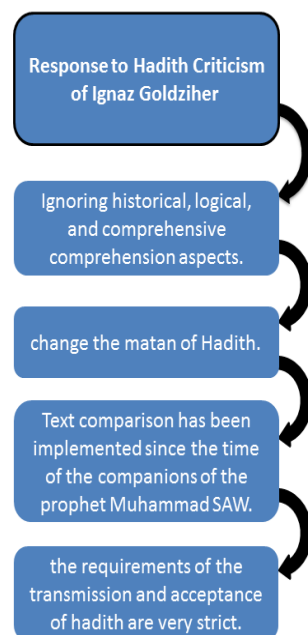 Response to Hadith Criticism
of Ignaz Goldziher
Ignoring historical, logical,
and comprehensive
comprehension aspects.
change the matan of Hadith.
Text comparison has been
implemented since the time
of the companions of the
prophet Muhammad SAW.
the requirements of the
transmission and acceptance
of hadith are very strict.